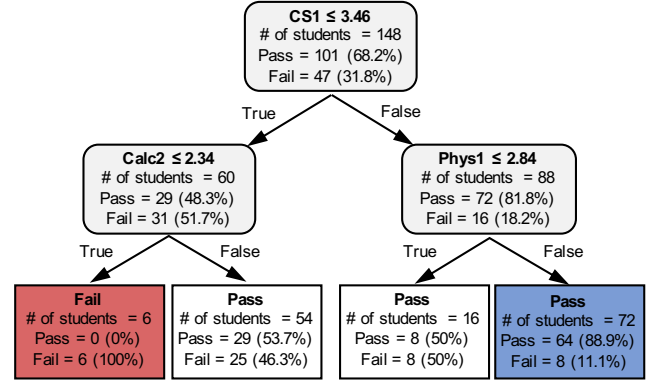 CS1 ≤ 3.46
# of students = 148
Pass = 101 (68.2%)
Fail = 47 (31.8%)
True
False
Calc2 ≤ 2.34
# of students = 60
Pass = 29 (48.3%)
Fail = 31 (51.7%)
Phys1 ≤ 2.84
# of students = 88
Pass = 72 (81.8%)
Fail = 16 (18.2%)
True
False
True
False
Fail
# of students = 6
Pass = 0 (0%)
Fail = 6 (100%)
Pass
# of students = 54
Pass = 29 (53.7%)
Fail = 25 (46.3%)
Pass
# of students = 16
Pass = 8 (50%)
Fail = 8 (50%)
Pass
# of students = 72
Pass = 64 (88.9%)
Fail = 8 (11.1%)